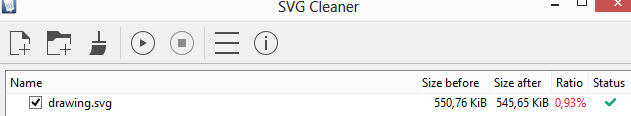 SVG Cleaner
Name Size before Size after Ratio Status
drawing.svg 550,76 KiB 545,65 KiB 0,93%